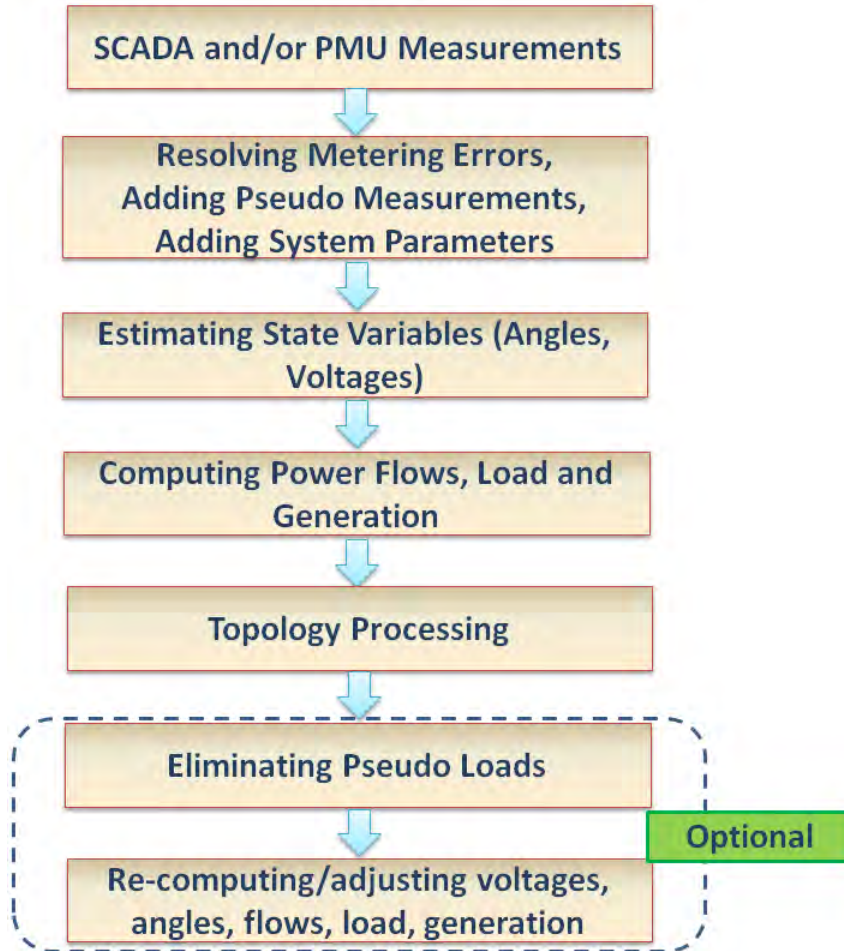 SCADA and/or PMU Measurements
Resolving Metering Errors,
Adding Pseudo Measurements,
Adding System Parameters
Estimating State Variables (Angles,
Voltages)
Computing Power Flows, Load and
Generation
Topology Processing
Eliminating Pseudo Loads
Optional
Re-computing/adjusting voltages,
angles, flows, load, generation